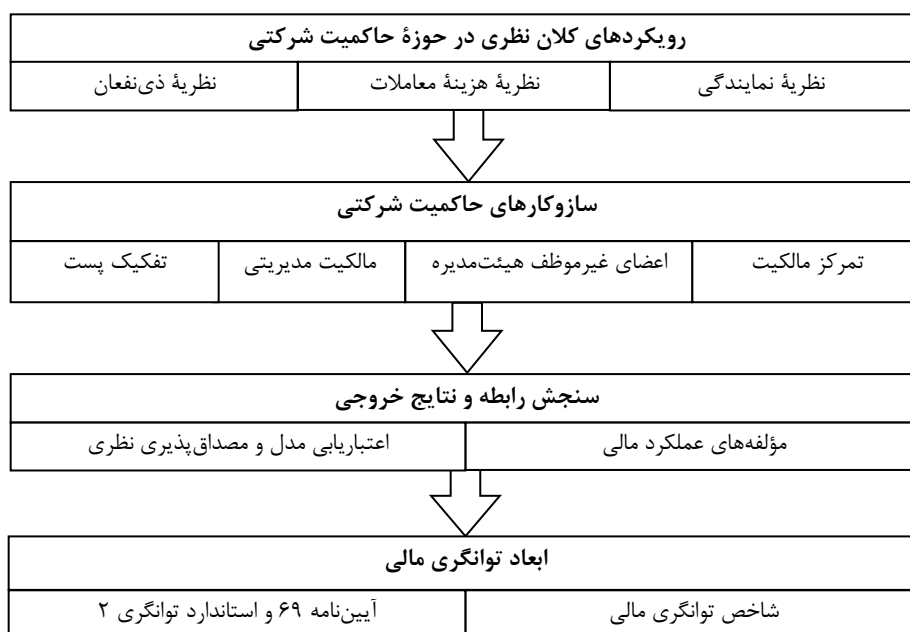 رویکردهای کلان نظری در حوزهٔ حاکمیت شرکتی
نظریهٔ نمایندگی
نظریهٔ هزینهٔ معاملات
نظریهٔ ذی‌نفعان
سازوکارهای حاکمیت شرکتی
تمرکز مالکیت
اعضای غیرموظف هیئت‌مدیره
مالکیت مدیریتی
تفکیک پست
سنجش رابطه و نتایج خروجی
مؤلفه‌های عملکرد مالی
اعتباریابی مدل و مصداق‌پذیری نظری
ابعاد توانگری مالی
شاخص توانگری مالی
آیین‌نامه ۶۹ و استاندارد توانگری ۲